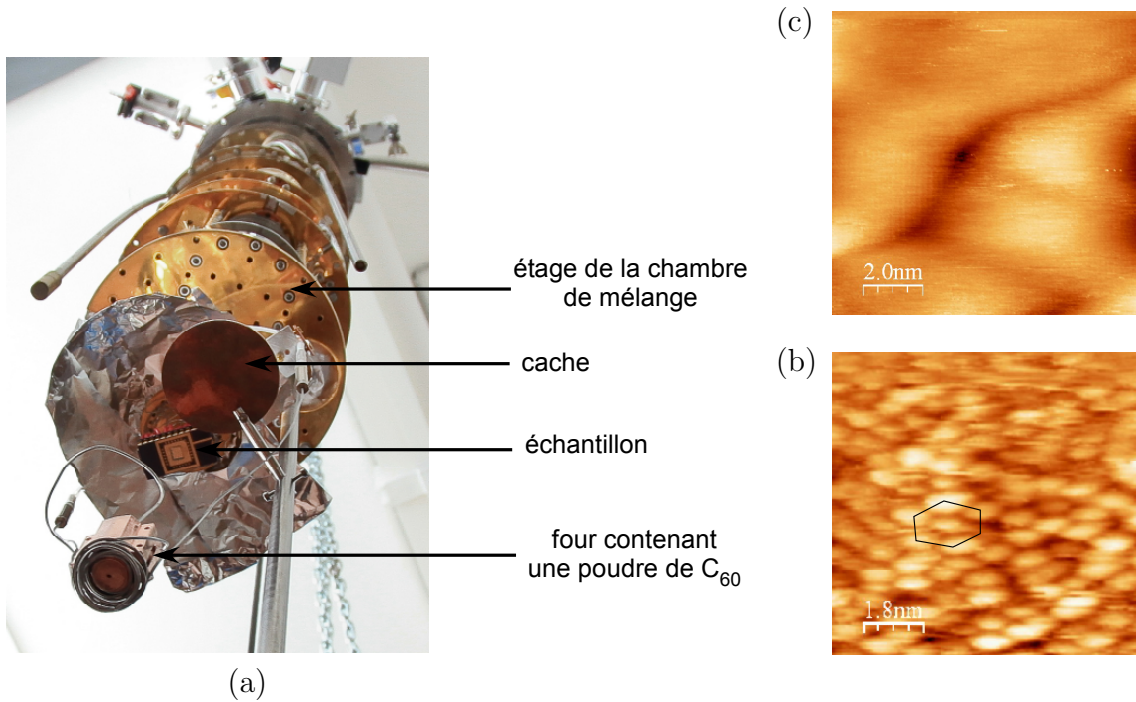 (c)
2.0nm
étage de la chambre
de mélange
cache
(b)
échantillon
four contenant
une poudre de C₆₀
1.8nm
(a)